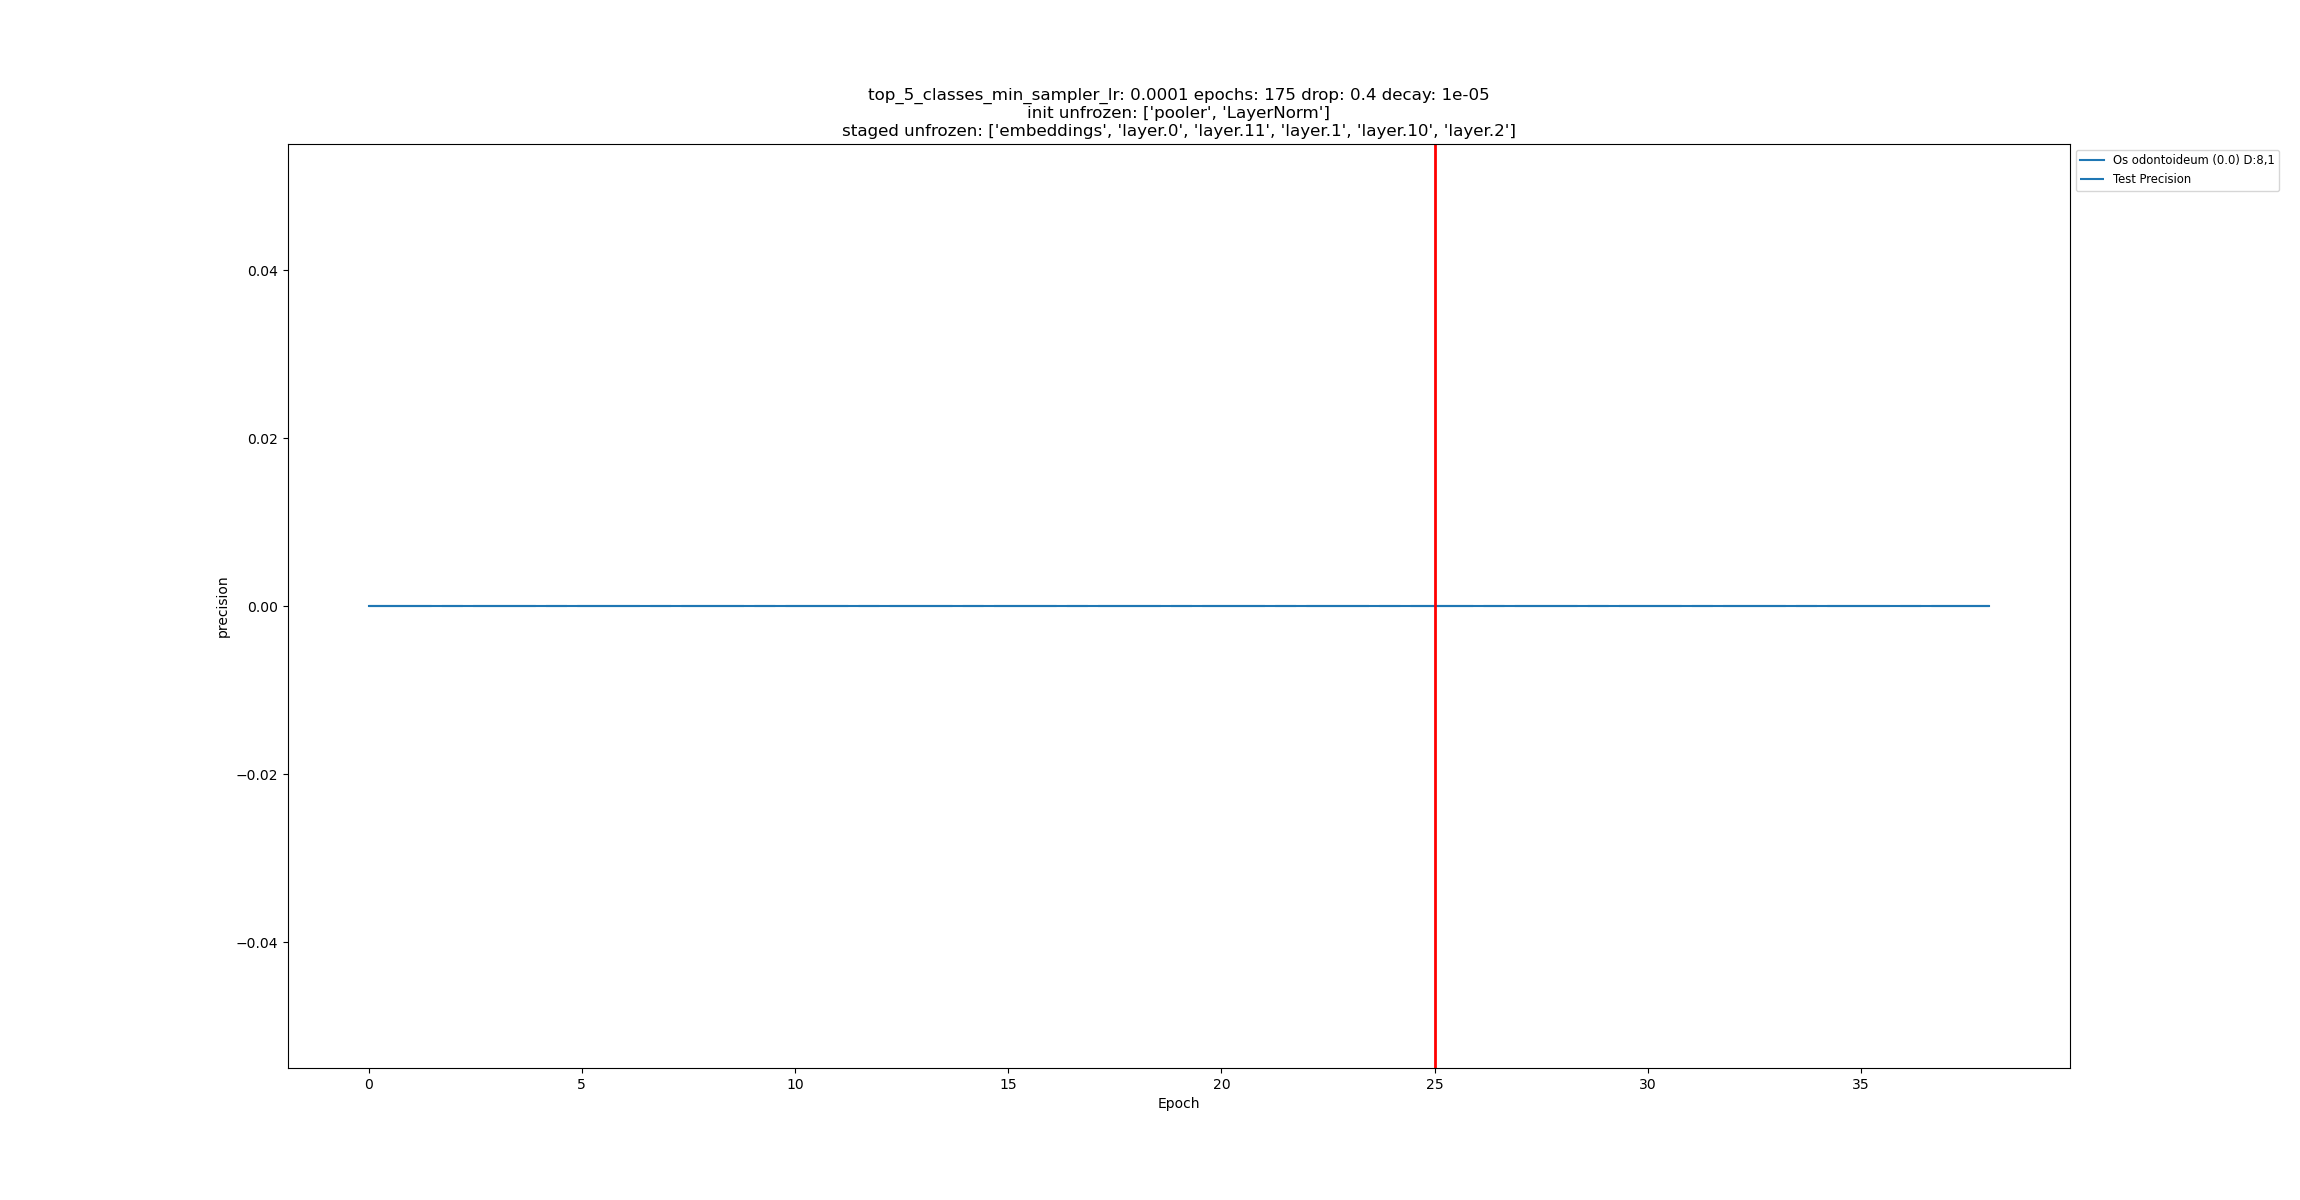 top_5_classes_min_sampler_lr: 0.0001 epochs: 175 drop: 0.4 decay: 1e-05
init unfrozen: ['pooler', 'LayerNorm']
staged unfrozen: ['embeddings', 'layer.0', 'layer.11', 'layer.1', 'layer.10', 'layer.2']
Os odontoideum (0.0) D:8,1
Test Precision
0.04
0.02
0.00
−0.02
−0.04
precision
0 5 10 15 20 25 30 35
Epoch